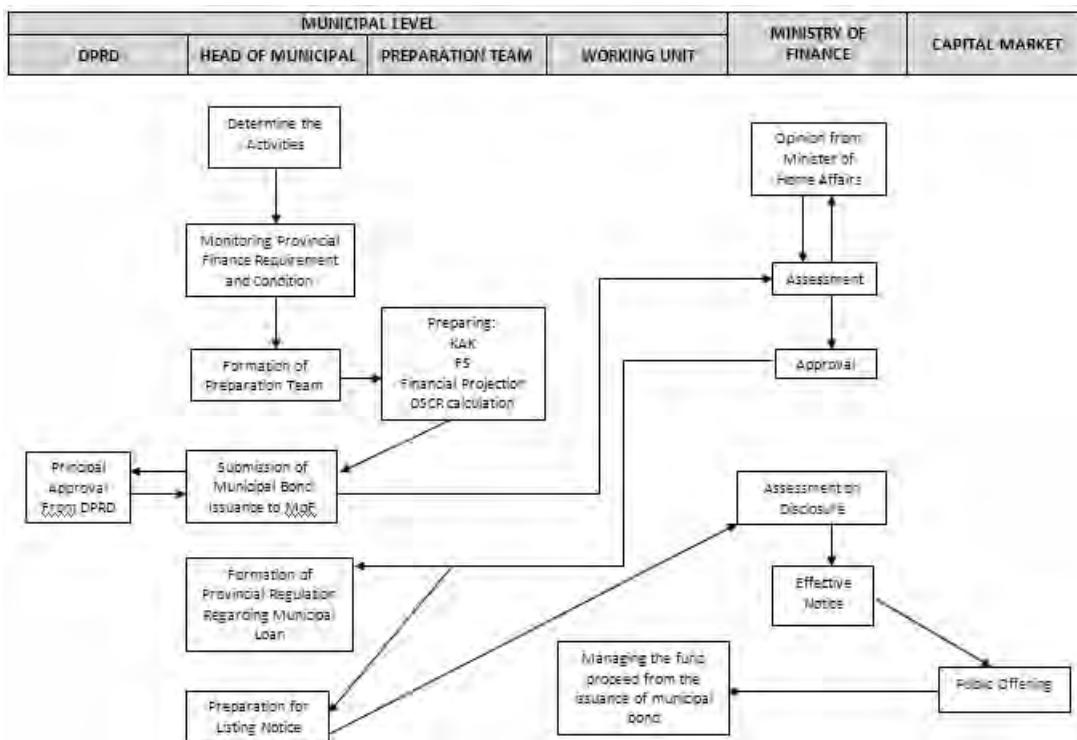 MUNICIPAL LEVEL
MINISTRY OF
FINANCE
CAPITAL MARKET
DPRD
HEAD OF MUNICIPAL
PREPARATION TEAM
WORKING UNIT
Determine the
Activities
Opinion from
Minister of
Home Affairs
Monitoring Provincial
Finance Requirement
and Condition
Assessment
Preparing:
KAK
FS
Financial Projection
DSCR calculation
Formation of
Preparation Team
Approval
Principal
Approval
From DPRD
Submission of
Municipal Bond
Issuance to MoF
Assessment on
Disclosure
Formation of
Provincial Regulation
Regarding Municipal
Loan
Effective
Notice
Managing the fund
proceed from the
issuance of municipal
bond
Public Offering
Preparation for
Listing Notice